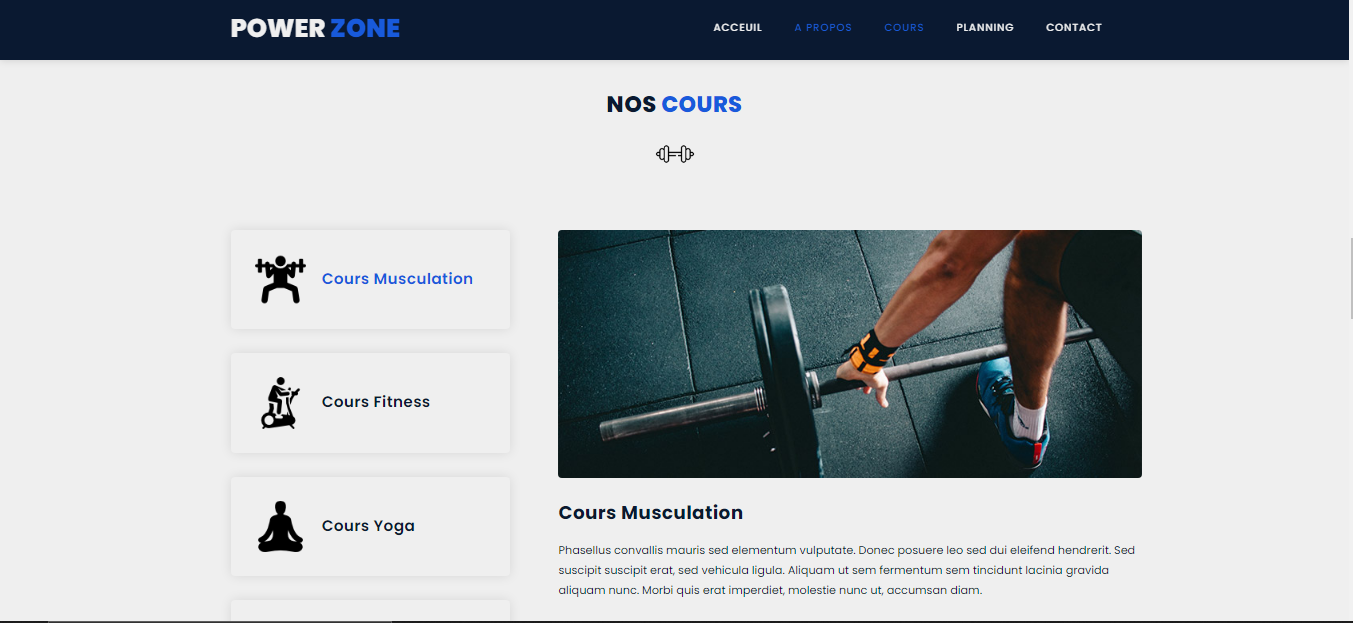 POWER ZONE
ACCEUIL A PROPOS COURS PLANNING CONTACT
NOS COURS
Cours Musculation
Cours Fitness
Cours Yoga
Cours Musculation
Phasellus convallis mauris sed elementum vulputate. Donec posuere leo sed dui eleifend hendrerit. Sed
suscipit suscipit erat, sed vehicula ligula. Aliquam ut sem fermentum sem tincidunt lacinia gravida
aliquam nunc. Morbi quis erat imperdiet, molestie nunc ut, accumsan diam.